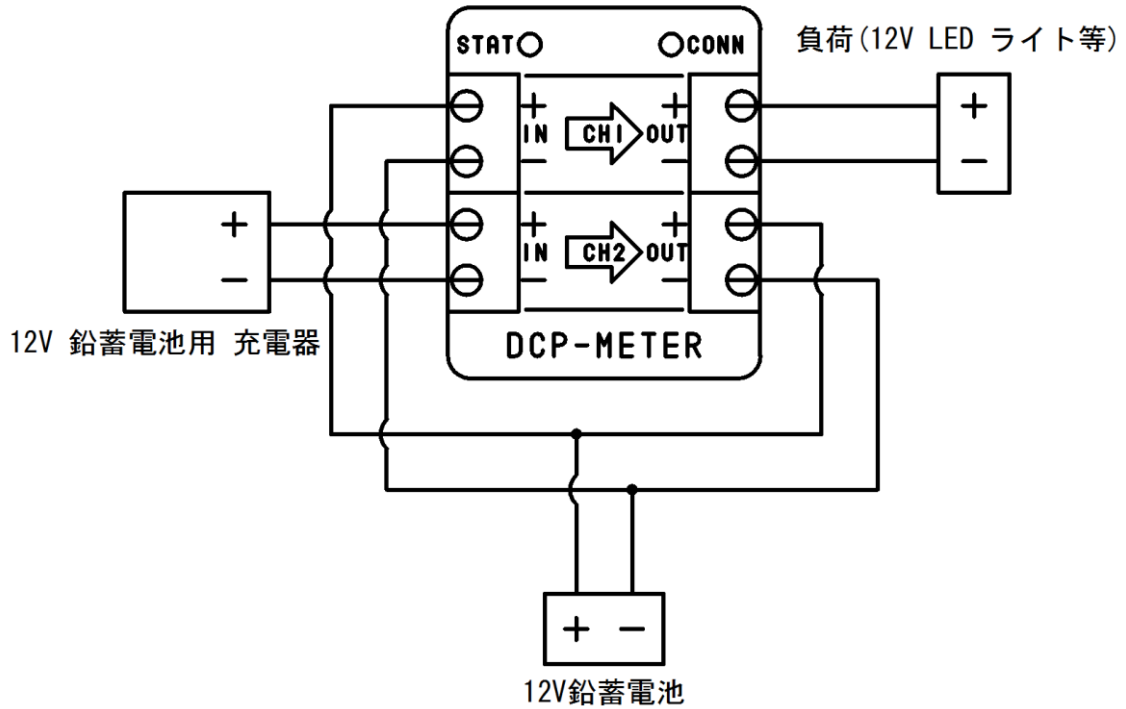 STAT CONN
負荷(12V LED ライト等)
+ + +
IN CH1 OUT
- - -
+ + +
IN CH2 OUT
- - -
12V 鉛蓄電池用 充電器
DCP-METER
+ -
12V鉛蓄電池